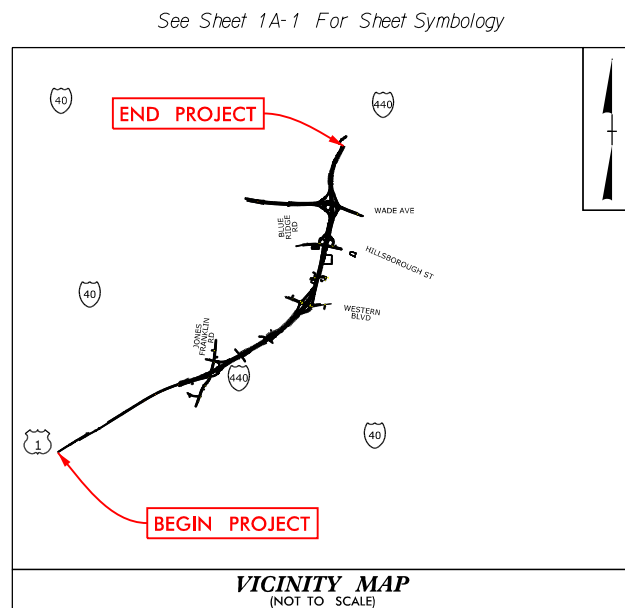 See Sheet 1A-1 For Sheet Symbology
40
440
END PROJECT
WADE AVE
BLUE
RIDGE
RD
HILLSBOROUGH ST
40
WESTERN
BLVD
JONES
FRANKLIN
RD
440
1
40
BEGIN PROJECT
VICINITY MAP
(NOT TO SCALE)